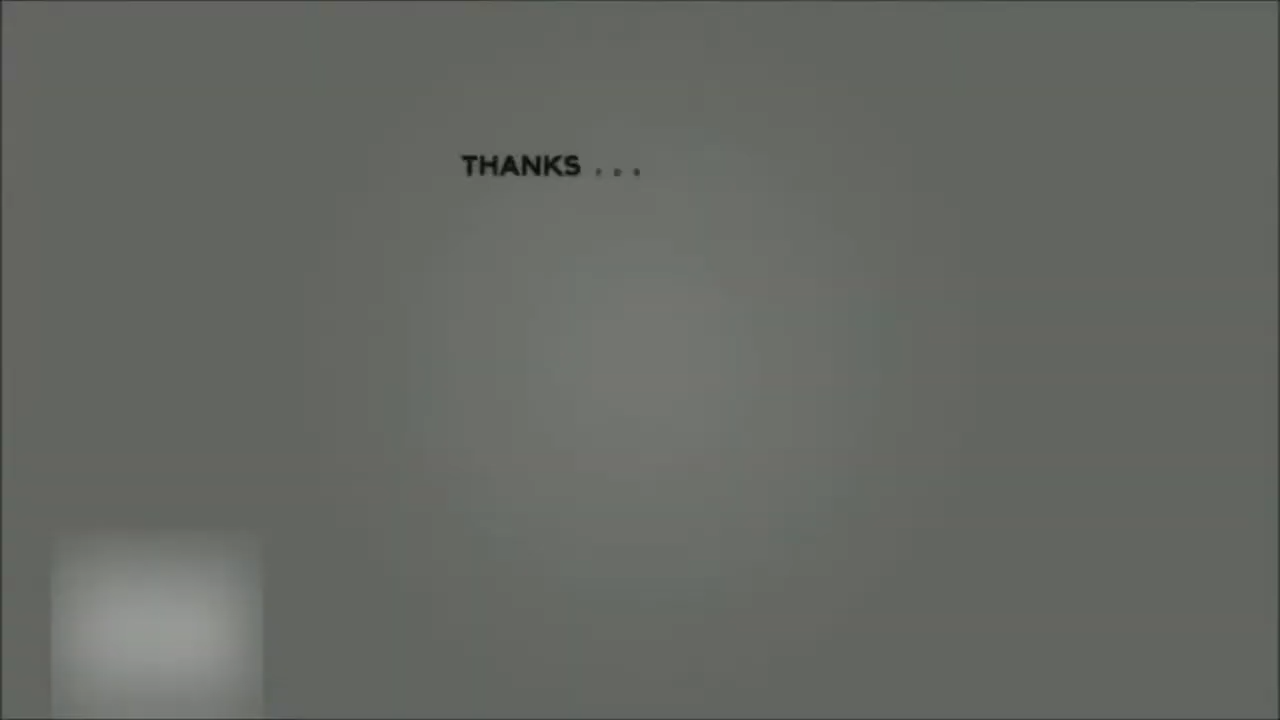 THANKS . . .